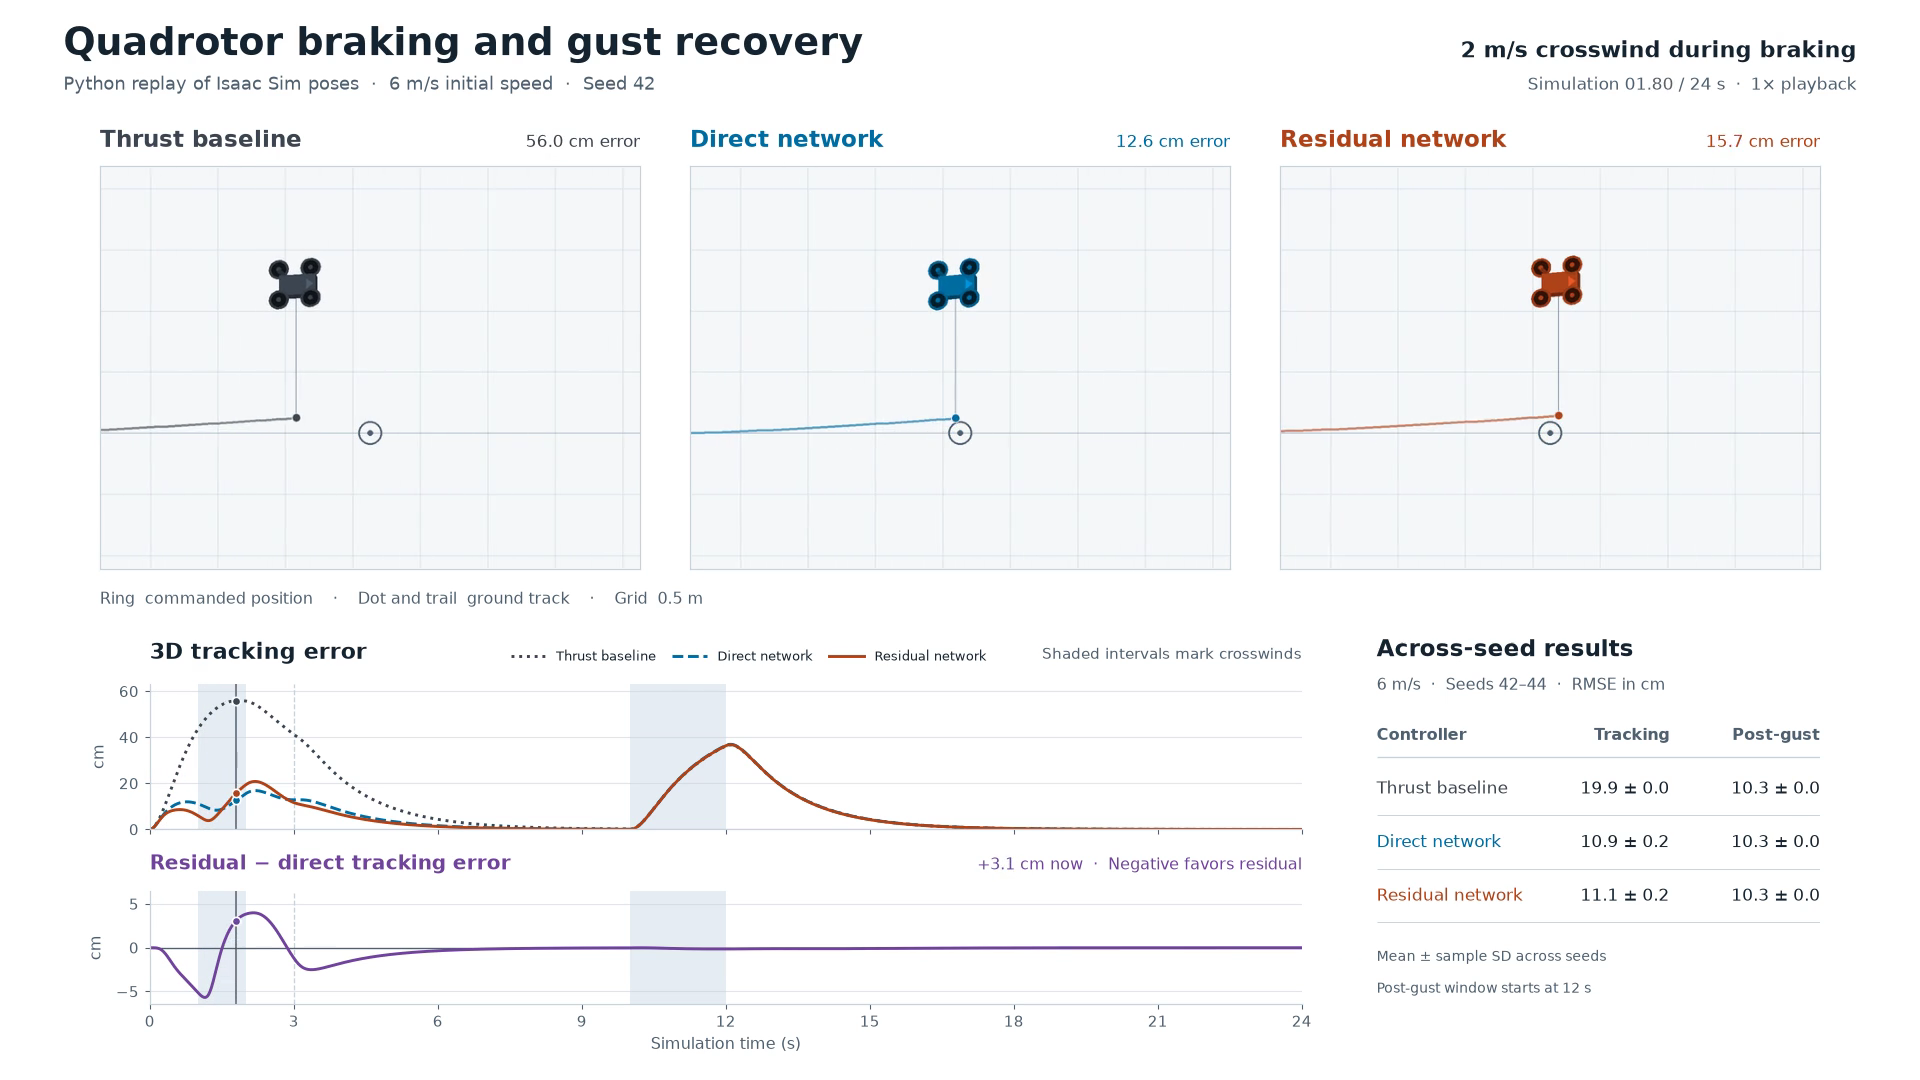 Quadrotor braking and gust recovery
2 m/s crosswind during braking
Python replay of Isaac Sim poses · 6 m/s initial speed · Seed 42
Simulation 01.80 / 24 s · 1× playback
Thrust baseline
56.0 cm error
Direct network
12.6 cm error
Residual network
15.7 cm error
Ring commanded position · Dot and trail ground track · Grid 0.5 m
3D tracking error
Thrust baseline
Direct network
Residual network
Shaded intervals mark crosswinds
60
40
20
0
cm
Residual − direct tracking error
+3.1 cm now · Negative favors residual
5
0
−5
cm
0 3 6 9 12 15 18 21 24
Simulation time (s)
Across-seed results
6 m/s · Seeds 42–44 · RMSE in cm
Controller Tracking Post-gust
Thrust baseline 19.9 ± 0.0 10.3 ± 0.0
Direct network 10.9 ± 0.2 10.3 ± 0.0
Residual network 11.1 ± 0.2 10.3 ± 0.0
Mean ± sample SD across seeds
Post-gust window starts at 12 s